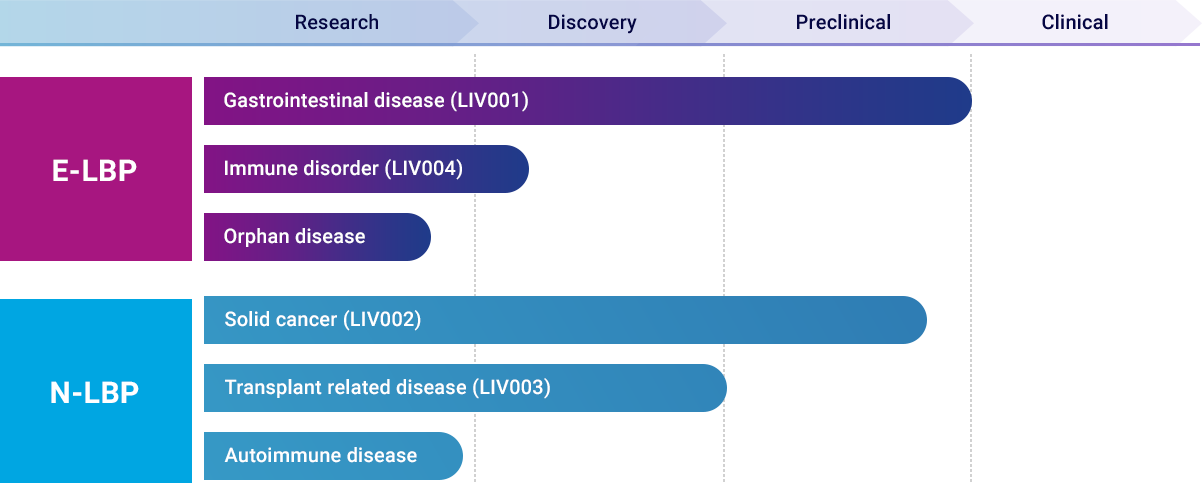 Research Discovery Preclinical Clinical
E-LBP
Gastrointestinal disease (LIV001)
Immune disorder (LIV004)
Orphan disease
N-LBP
Solid cancer (LIV002)
Transplant related disease (LIV003)
Autoimmune disease